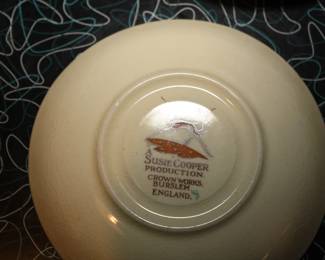 A
SUSIE COOPER
PRODUCTION.
CROWN WORKS,
BURSLEM
ENGLAND.